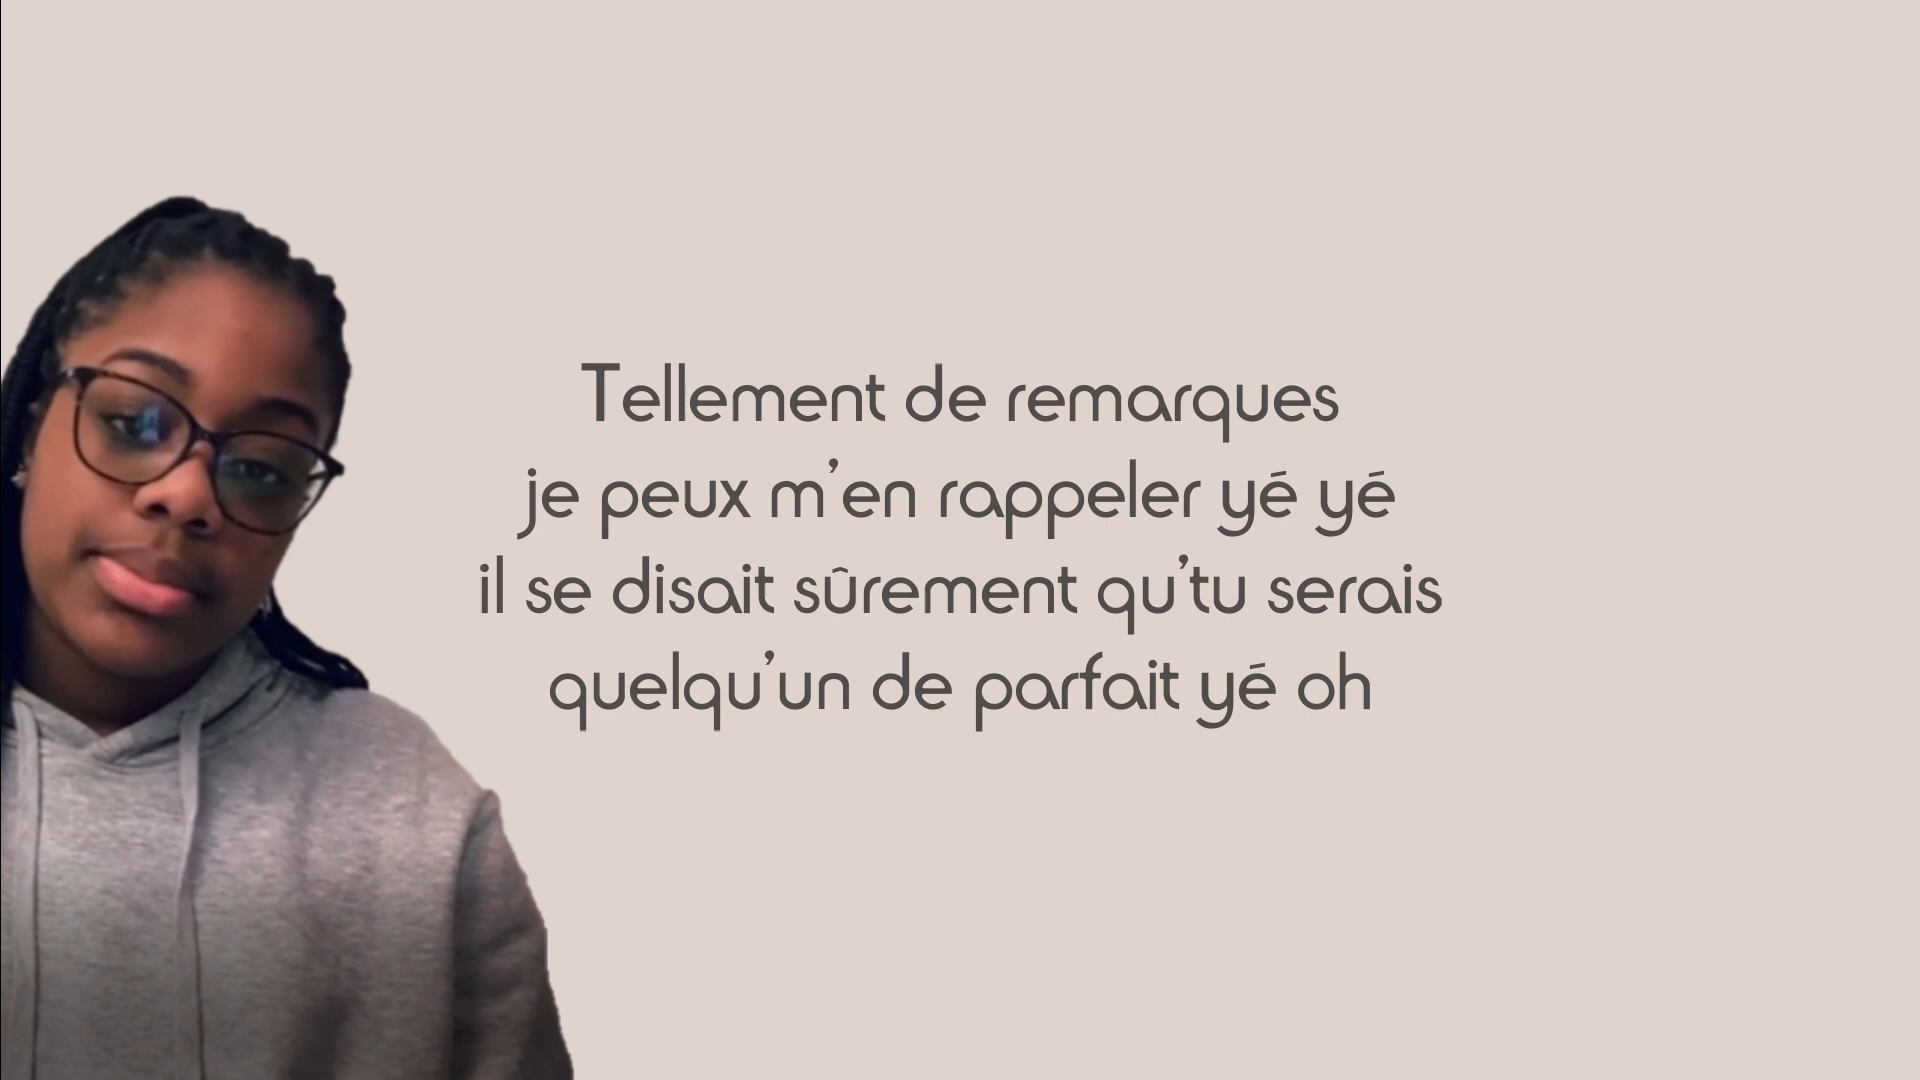 Tellement de remarques
je peux m'en rappeler yé yé
il se disait sûrement qu'tu serais
quelqu'un de parfait yé oh